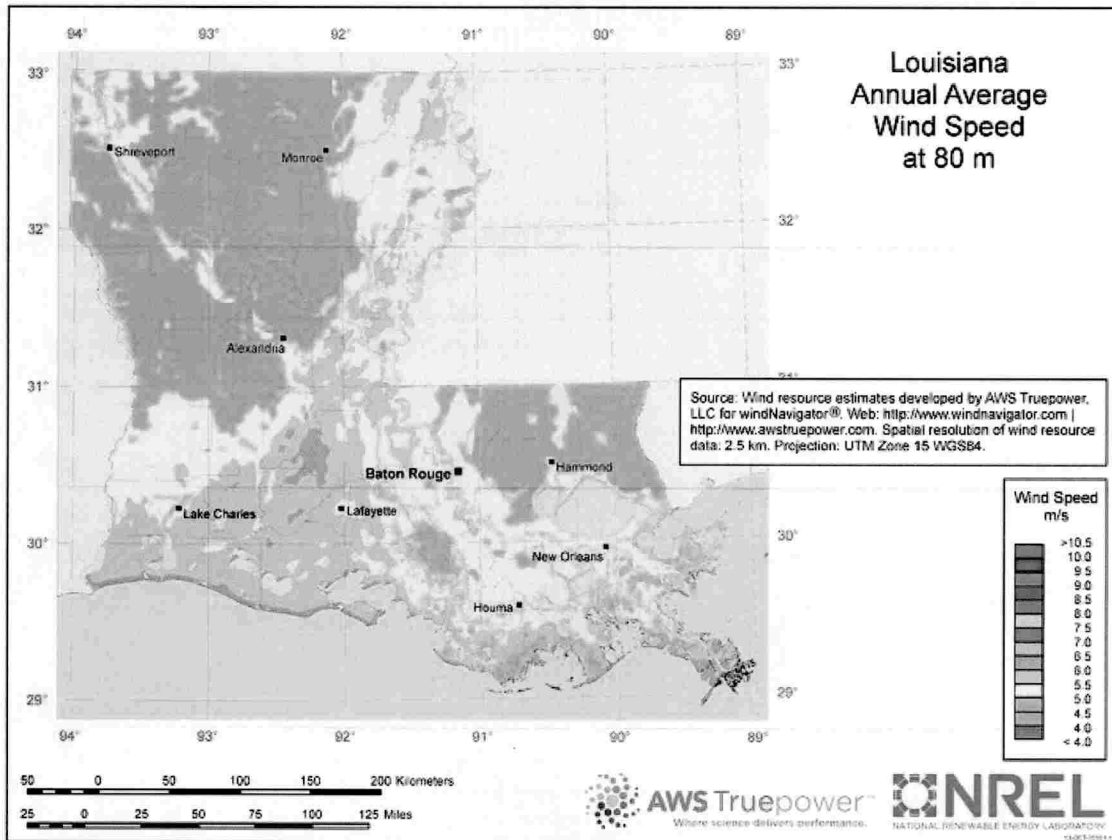 94°
93°
92°
91°
90°
89°
Louisiana
Annual Average
Wind Speed
at 80 m
33°
33°
Shreveport
Monroe
32°
32°
Alexandria
31°
31°
Source: Wind resource estimates developed by AWS Truepower,
LLC for windNavigator®. Web: http://www.windnavigator.com |
http://www.awstruepower.com. Spatial resolution of wind resource
data: 2.5 km. Projection: UTM Zone 15 WGS84.
Baton Rouge
Hammond
Lake Charles
Lafayette
30°
New Orleans
30°
Houma
29°
29°
94°
93°
92°
91°
90°
89°
Wind Speed
m/s
>10.5
10.0
9.5
9.0
8.5
8.0
7.5
7.0
6.5
6.0
5.5
5.0
4.5
4.0
< 4.0
50 0 50 100 150 200 Kilometers
25 0 25 50 75 100 125 Miles
AWS Truepower™
Where science delivers performance.
NREL
NATIONAL RENEWABLE ENERGY LABORATORY